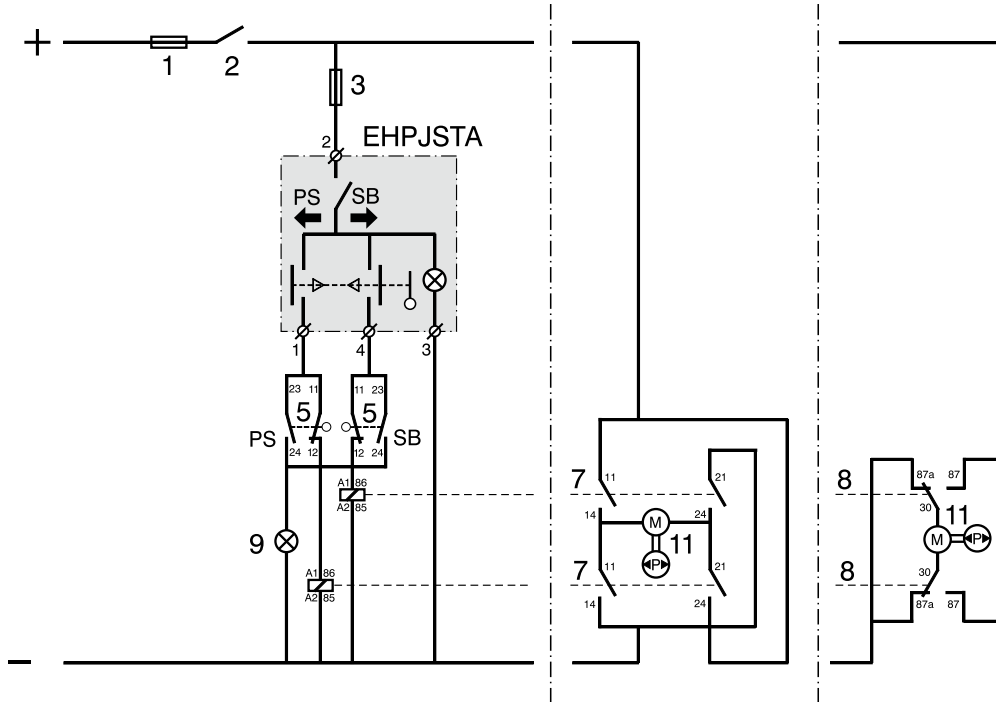 +
1
2
3
2
EHPJSTA
PS SB
1 4 3
23 11 11 23
5 5
PS SB
24 12 12 24
A1 86
A2 85
9
A1 86
A2 85
7 11 21
14 M 24
11
P
7 11 21
14 24
8 87a 87
30
11
M P
8 30
87a 87
–